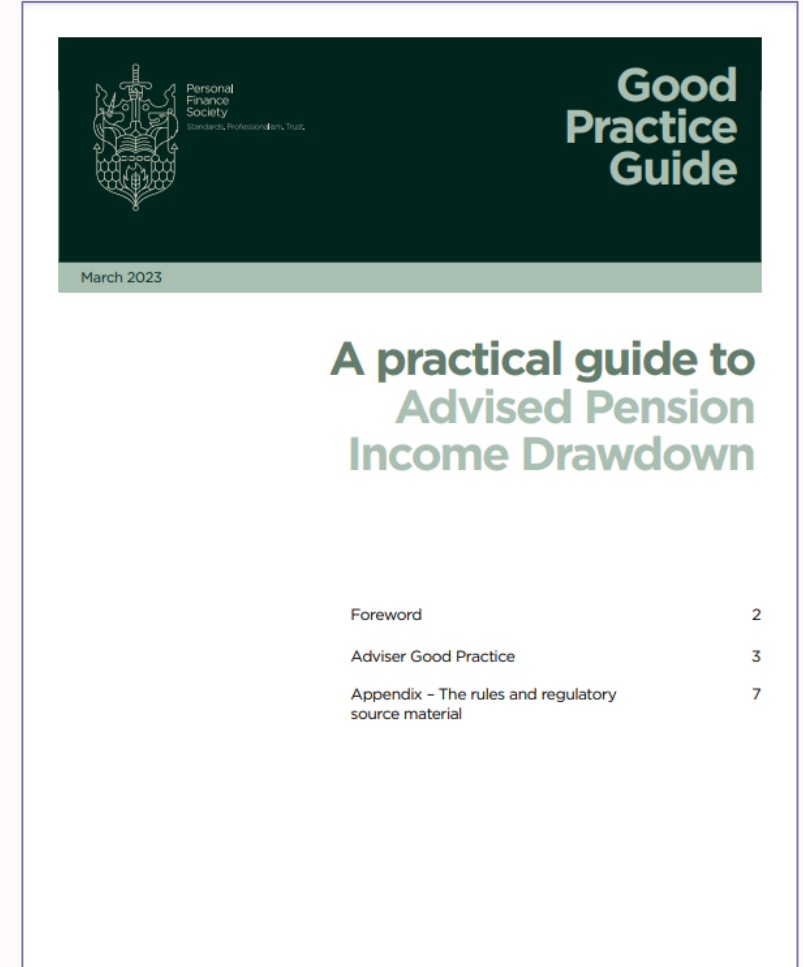 Personal
Finance
Society
Standards. Professionalism. Trust.
Good
Practice
Guide
March 2023
A practical guide to
Advised Pension
Income Drawdown
Foreword 2
Adviser Good Practice 3
Appendix – The rules and regulatory 7
source material